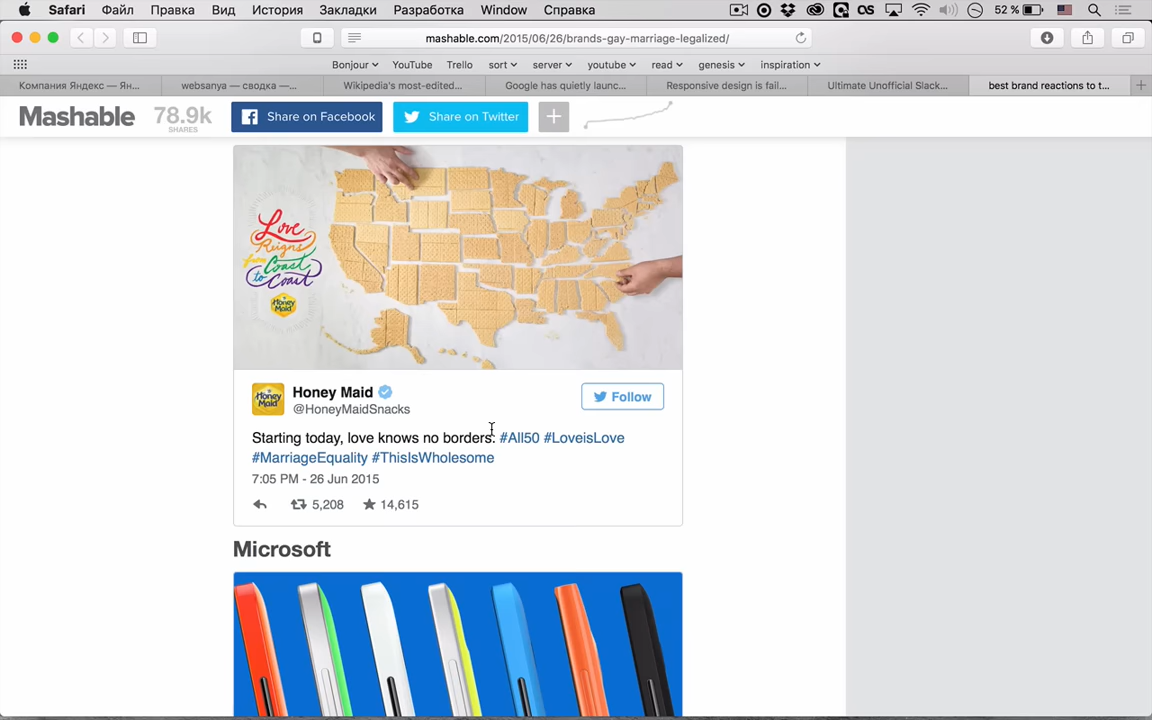 Safari Файл Правка Вид История Закладки Разработка Window Справка 52 %
mashable.com/2015/06/26/brands-gay-marriage-legalized/
Bonjour YouTube Trello sort server youtube read genesis inspiration
Компания Яндекс — Ян... websanya — сводка —... Wikipedia's most-edited... Google has quietly launc... Responsive design is fail... Ultimate Unofficial Slack... best brand reactions to t...
Mashable 78.9k SHARES Share on Facebook Share on Twitter
Love
Reigns
from Coast
to Coast
Honey
Maid
Honey Maid
@HoneyMaidSnacks
Follow
Starting today, love knows no borders. #All50 #LoveisLove
#MarriageEquality #ThisIsWholesome
7:05 PM - 26 Jun 2015
5,208 14,615
Microsoft